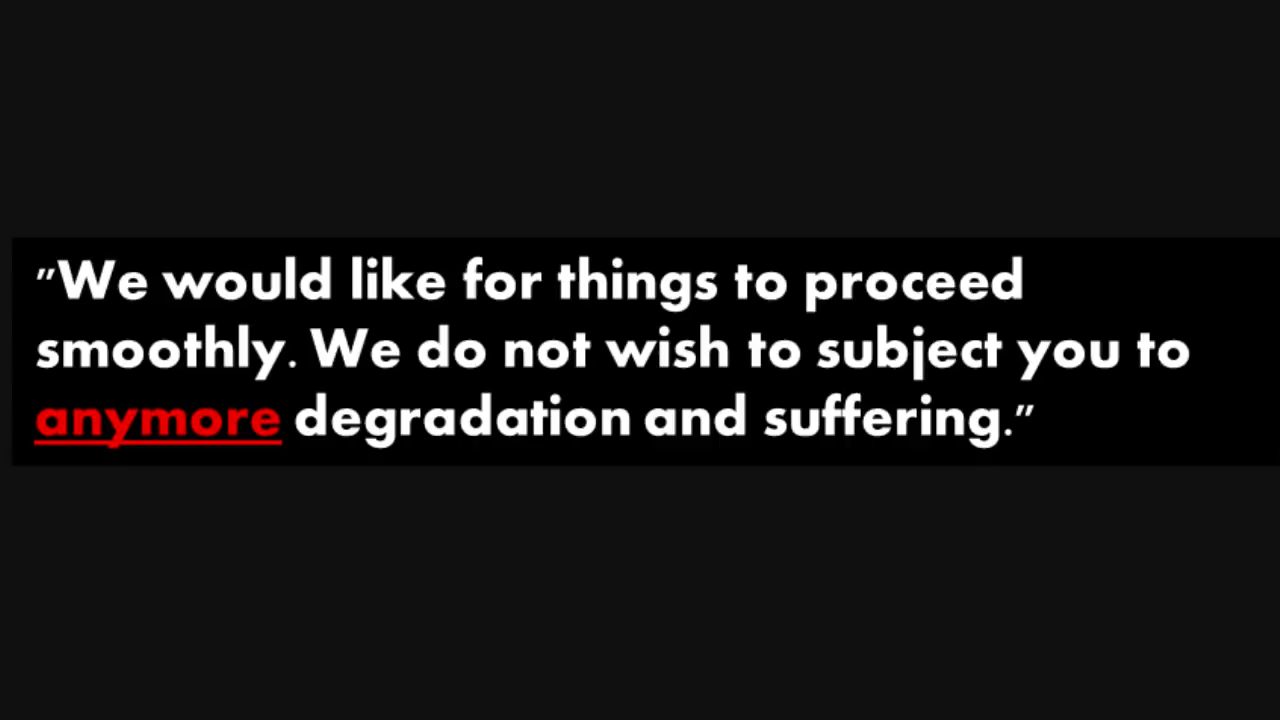 "We would like for things to proceed
smoothly. We do not wish to subject you to
anymore degradation and suffering."